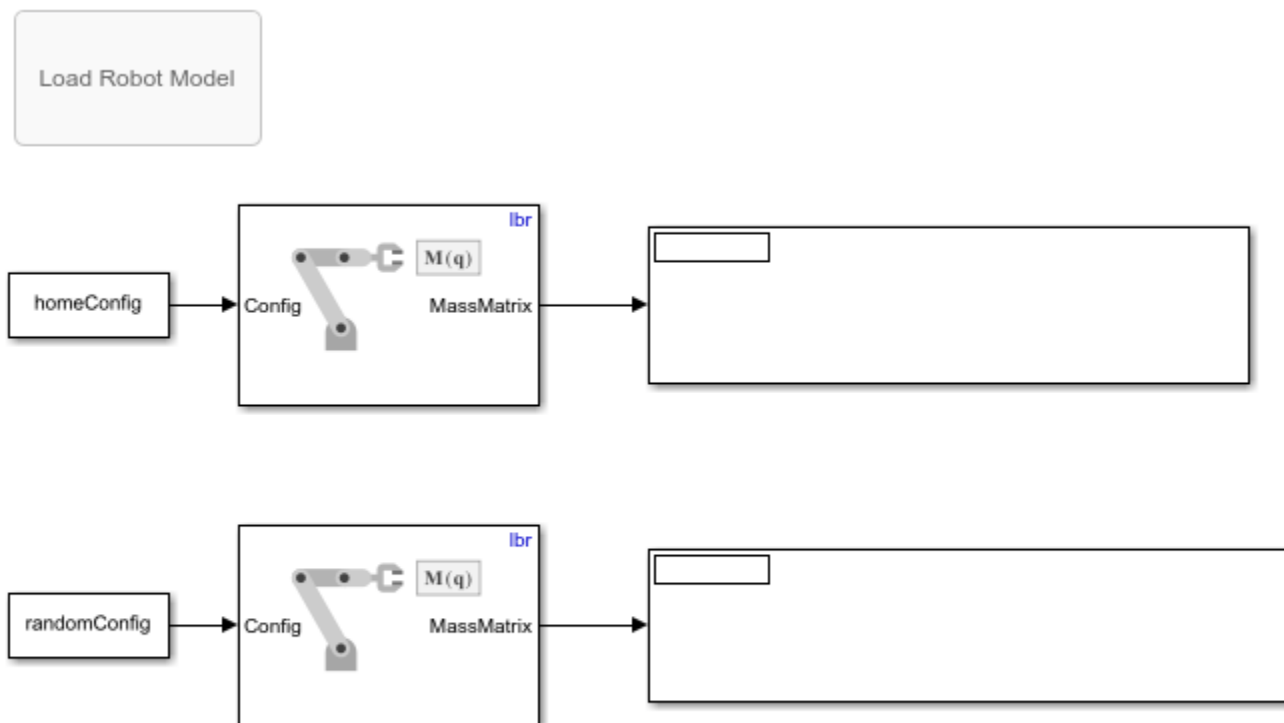 Load Robot Model
lbr
M(q)
homeConfig
Config
MassMatrix
lbr
M(q)
randomConfig
Config
MassMatrix